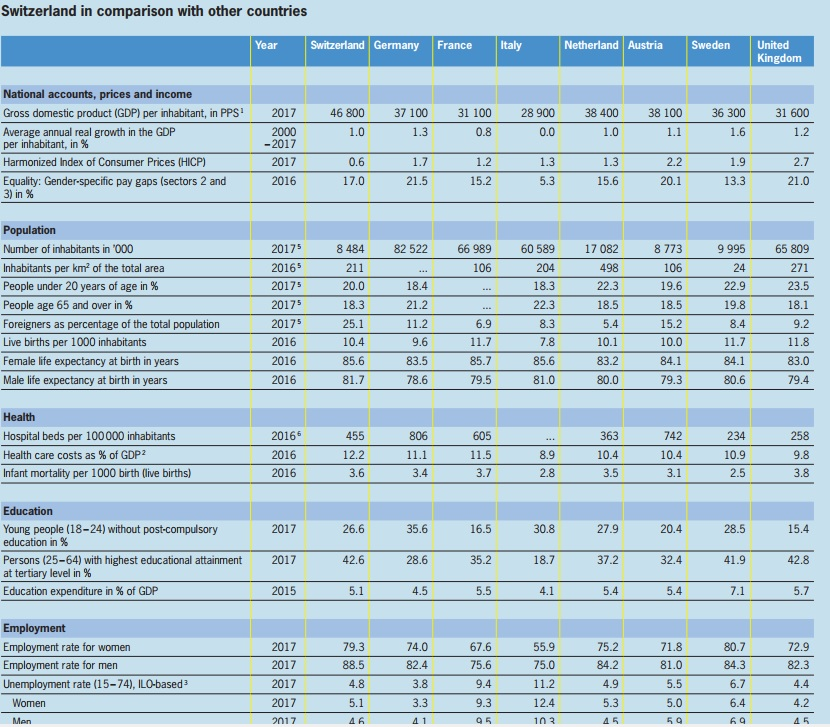 Switzerland in comparison with other countries
Year Switzerland Germany France Italy Netherland Austria Sweden United
Kingdom
National accounts, prices and income
Gross domestic product (GDP) per inhabitant, in PPS¹ 2017 46 800 37 100 31 100 28 900 38 400 38 100 36 300 31 600
Average annual real growth in the GDP 2000 1.0 1.3 0.8 0.0 1.0 1.1 1.6 1.2
per inhabitant, in % –2017
Harmonized Index of Consumer Prices (HICP) 2017 0.6 1.7 1.2 1.3 1.3 2.2 1.9 2.7
Equality: Gender-specific pay gaps (sectors 2 and 2016 17.0 21.5 15.2 5.3 15.6 20.1 13.3 21.0
3) in %
Population
Number of inhabitants in '000 2017⁵ 8 484 82 522 66 989 60 589 17 082 8 773 9 995 65 809
Inhabitants per km² of the total area 2016⁵ 211 ... 106 204 498 106 24 271
People under 20 years of age in % 2017⁵ 20.0 18.4 ... 18.3 22.3 19.6 22.9 23.5
People age 65 and over in % 2017⁵ 18.3 21.2 ... 22.3 18.5 18.5 19.8 18.1
Foreigners as percentage of the total population 2017⁵ 25.1 11.2 6.9 8.3 5.4 15.2 8.4 9.2
Live births per 1000 inhabitants 2016 10.4 9.6 11.7 7.8 10.1 10.0 11.7 11.8
Female life expectancy at birth in years 2016 85.6 83.5 85.7 85.6 83.2 84.1 84.1 83.0
Male life expectancy at birth in years 2016 81.7 78.6 79.5 81.0 80.0 79.3 80.6 79.4
Health
Hospital beds per 100 000 inhabitants 2016⁶ 455 806 605 ... 363 742 234 258
Health care costs as % of GDP² 2016 12.2 11.1 11.5 8.9 10.4 10.4 10.9 9.8
Infant mortality per 1000 birth (live births) 2016 3.6 3.4 3.7 2.8 3.5 3.1 2.5 3.8
Education
Young people (18–24) without post-compulsory 2017 26.6 35.6 16.5 30.8 27.9 20.4 28.5 15.4
education in %
Persons (25–64) with highest educational attainment 2017 42.6 28.6 35.2 18.7 37.2 32.4 41.9 42.8
at tertiary level in %
Education expenditure in % of GDP 2015 5.1 4.5 5.5 4.1 5.4 5.4 7.1 5.7
Employment
Employment rate for women 2017 79.3 74.0 67.6 55.9 75.2 71.8 80.7 72.9
Employment rate for men 2017 88.5 82.4 75.6 75.0 84.2 81.0 84.3 82.3
Unemployment rate (15–74), ILO-based³ 2017 4.8 3.8 9.4 11.2 4.9 5.5 6.7 4.4
Women 2017 5.1 3.3 9.3 12.4 5.3 5.0 6.4 4.2
Men 2017 4.6 4.1 9.5 10.3 4.5 5.9 6.9 4.5